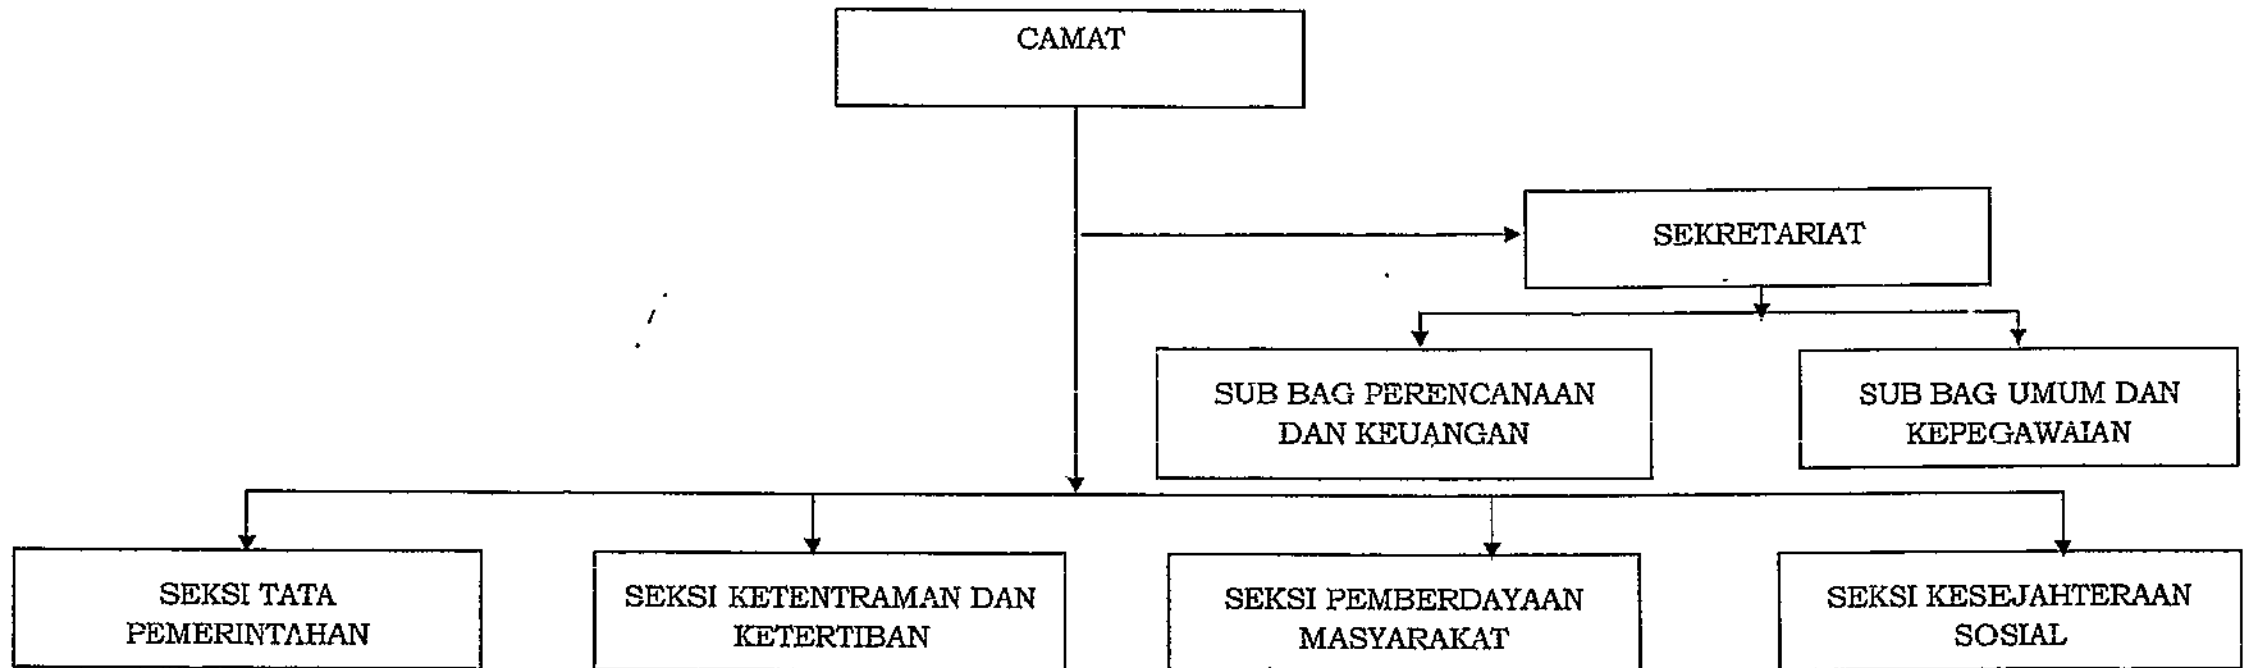 CAMAT
SEKRETARIAT
SUB BAG PERENCANAAN
DAN KEUANGAN
SUB BAG UMUM DAN
KEPEGAWAIAN
SEKSI TATA
PEMERINTAHAN
SEKSI KETENTRAMAN DAN
KETERTIBAN
SEKSI PEMBERDAYAAN
MASYARAKAT
SEKSI KESEJAHTERAAN
SOSIAL